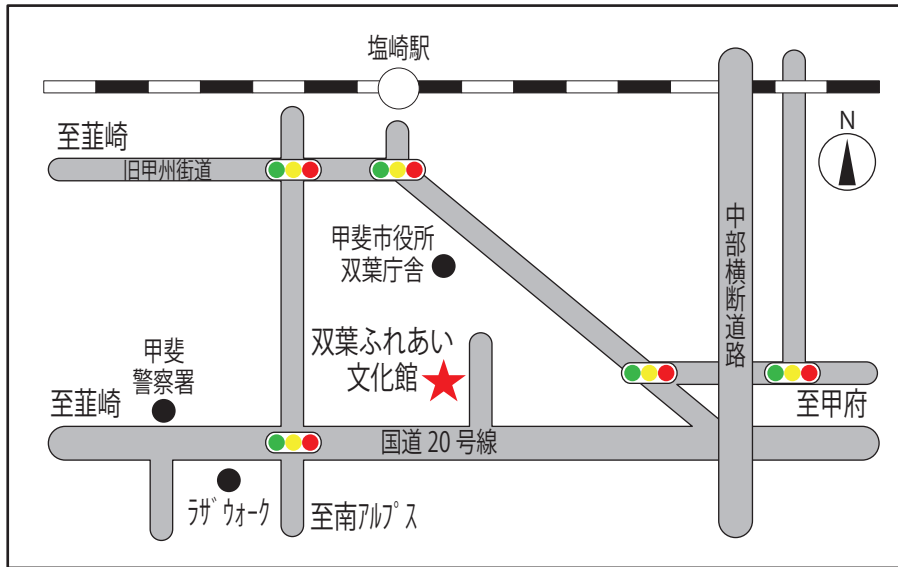 塩崎駅
至韮崎
旧甲州街道
N
甲斐市役所
双葉庁舎
中部横断道路
双葉ふれあい
文化館
甲斐
警察署
至韮崎
至甲府
国道20号線
ラザウォーク
至南アルプス